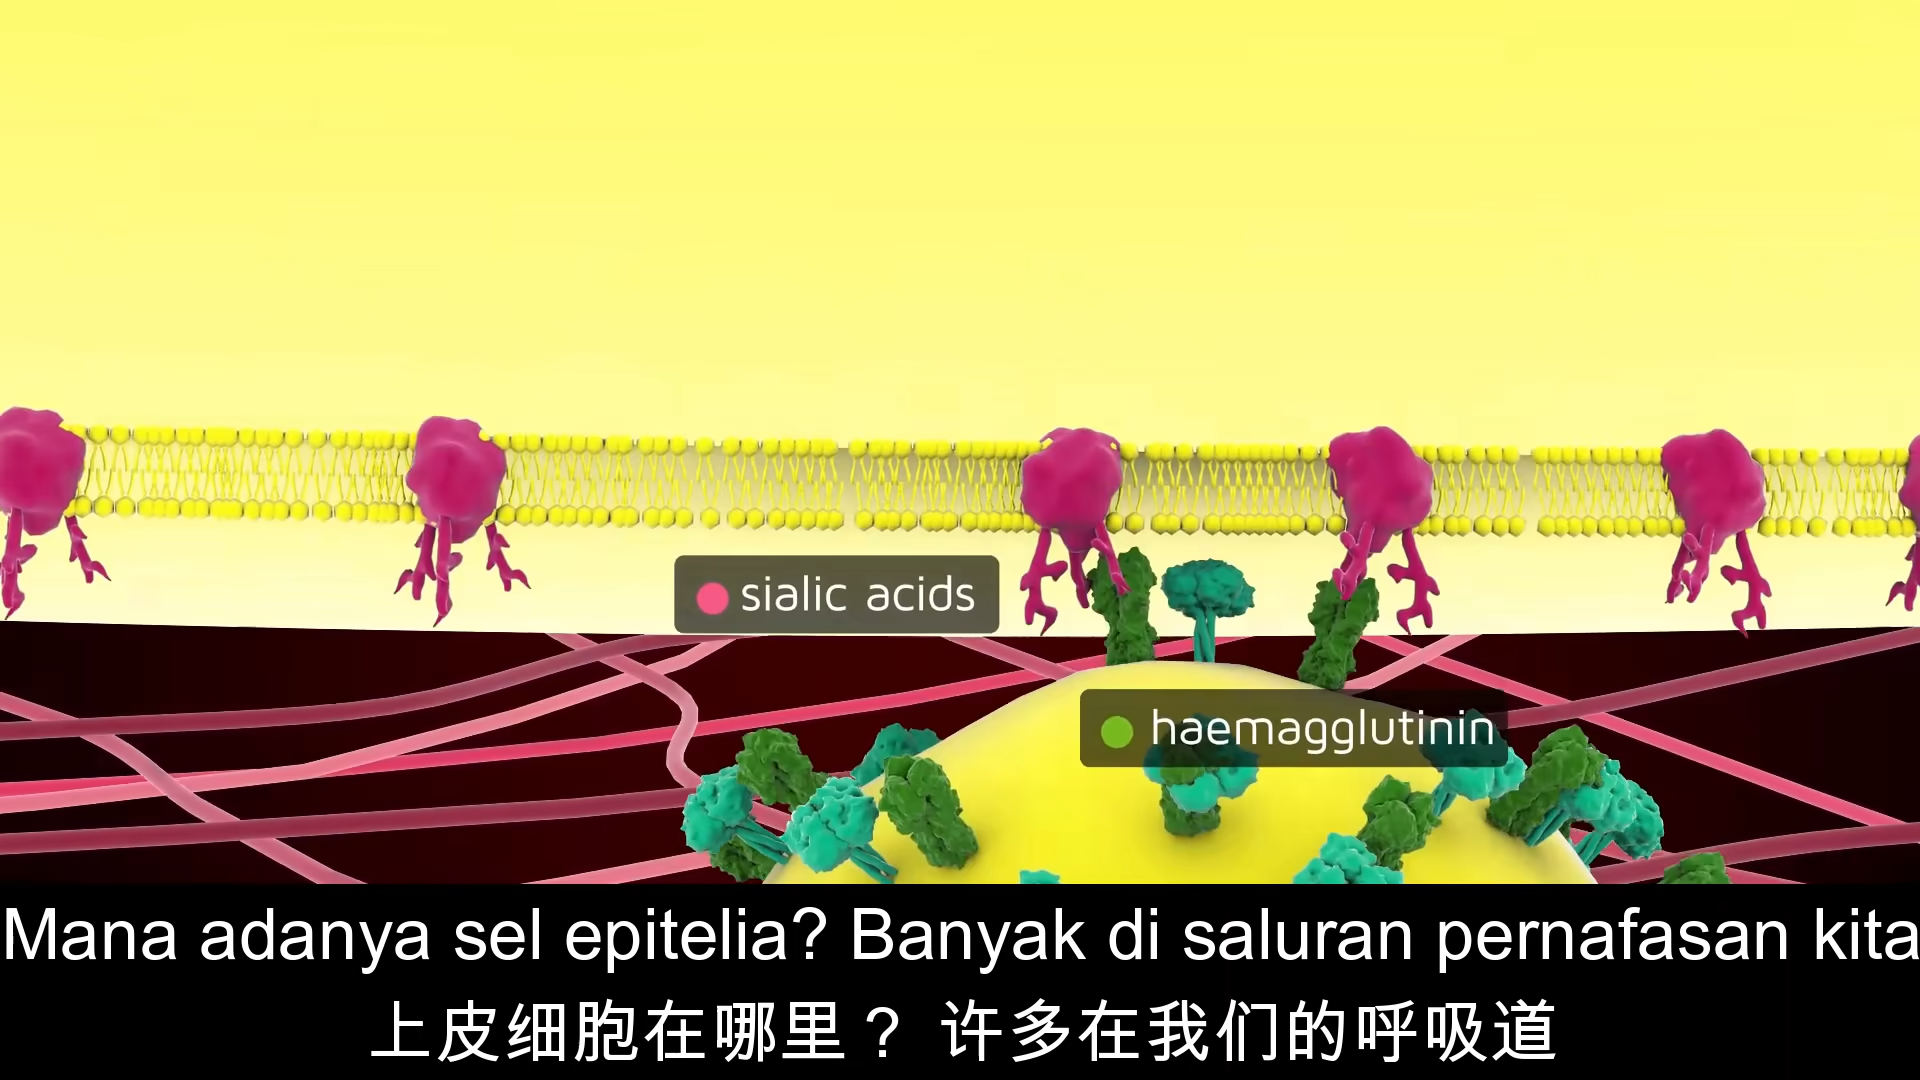 sialic acids
haemagglutinin
Mana adanya sel epitelia? Banyak di saluran pernafasan kita
上皮细胞在哪里？ 许多在我们的呼吸道